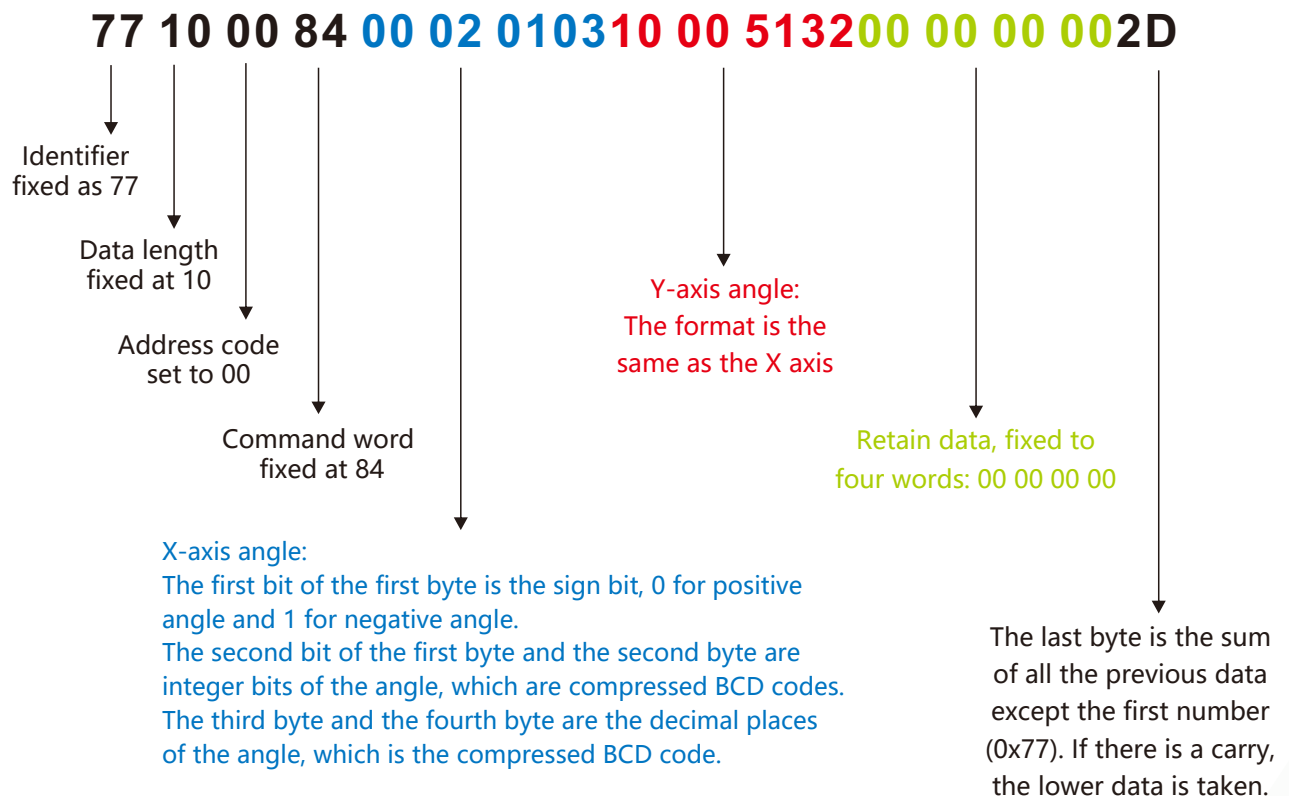 77 10 00 84 00 02 010310 00 513200 00 00 002D
Identifier
fixed as 77
Data length
fixed at 10
Address code
set to 00
Command word
fixed at 84
Y-axis angle:
The format is the
same as the X axis
Retain data, fixed to
four words: 00 00 00 00
X-axis angle:
The first bit of the first byte is the sign bit, 0 for positive
angle and 1 for negative angle.
The second bit of the first byte and the second byte are
integer bits of the angle, which are compressed BCD codes.
The third byte and the fourth byte are the decimal places
of the angle, which is the compressed BCD code.
The last byte is the sum
of all the previous data
except the first number
(0x77). If there is a carry,
the lower data is taken.